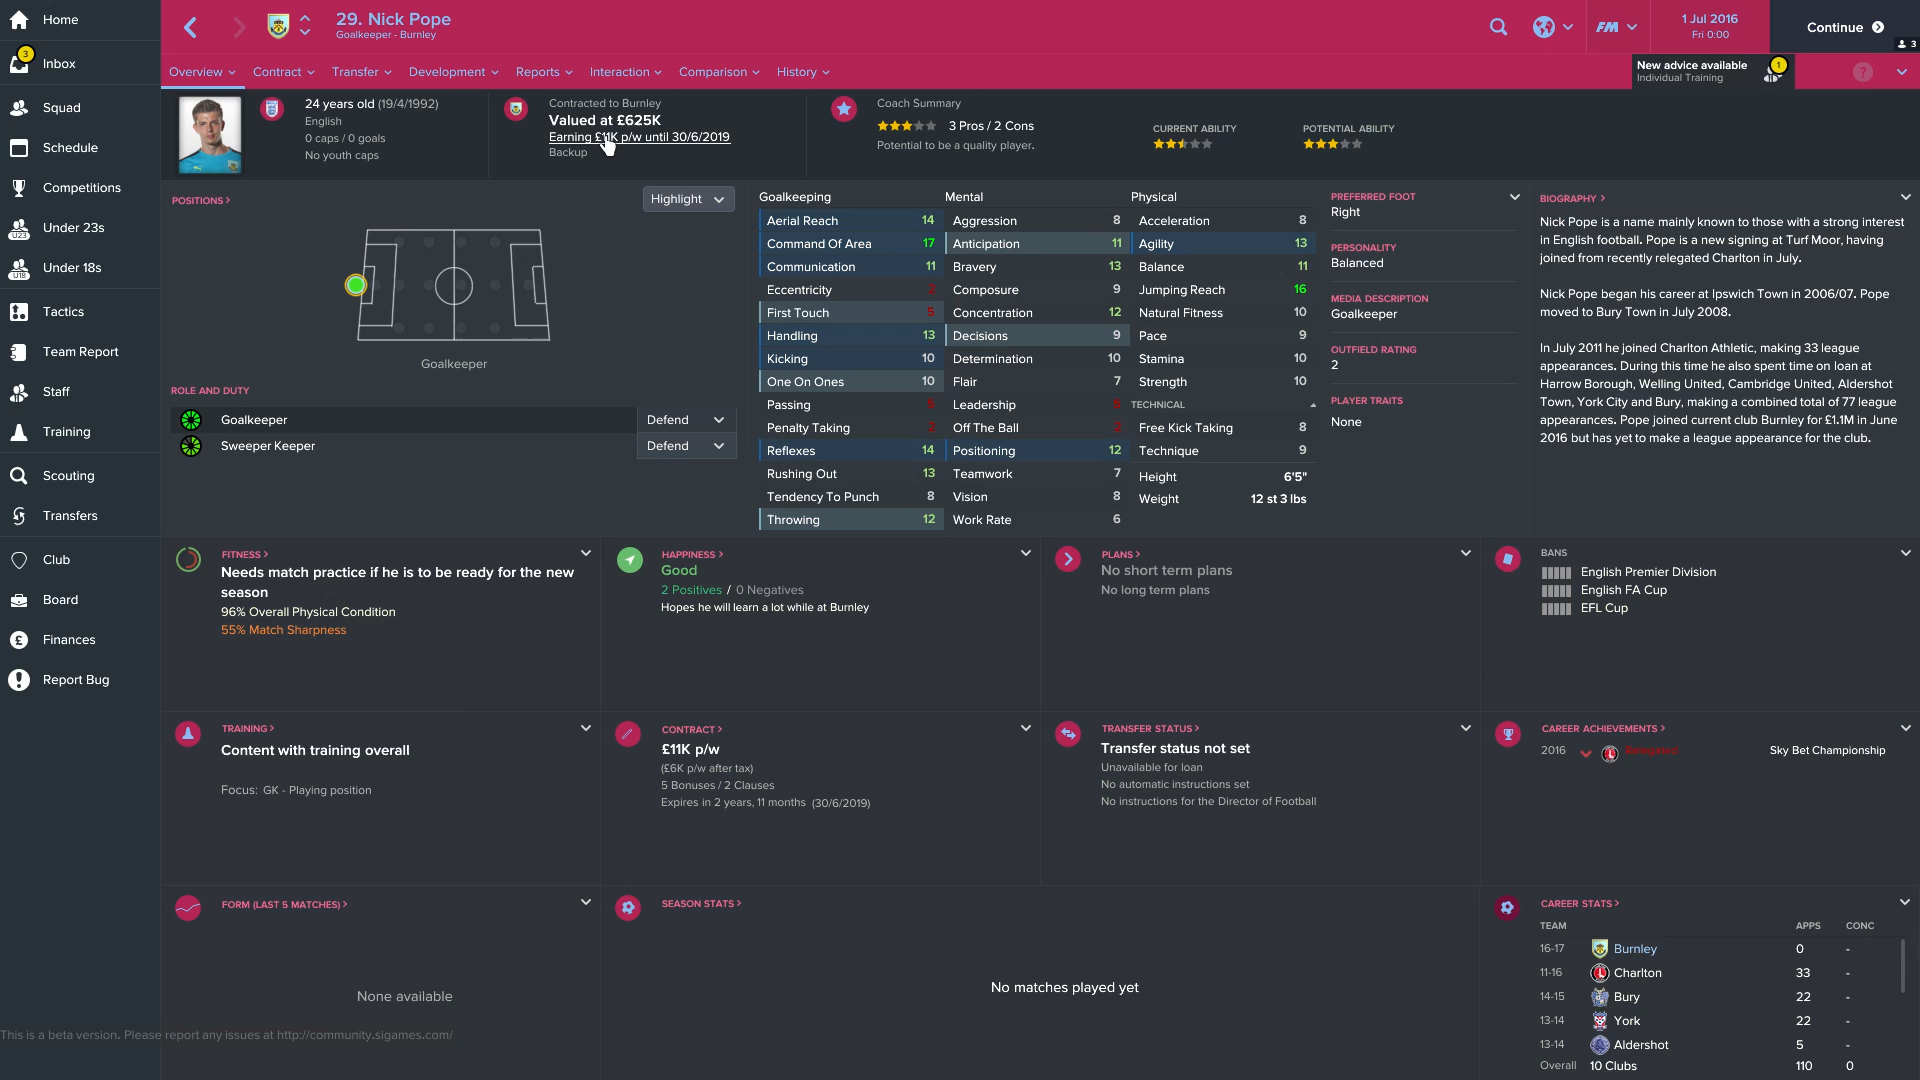 Home
3
Inbox
Squad
Schedule
Competitions
U23
Under 23s
U18
Under 18s
Tactics
Team Report
Staff
Training
Scouting
Transfers
Club
Board
Finances
Report Bug
29. Nick Pope
Goalkeeper - Burnley
FM
1 Jul 2016
Fri 0:00
Continue
3
Overview
Contract
Transfer
Development
Reports
Interaction
Comparison
History
New advice available
Individual Training
1
?
24 years old (19/4/1992)
English
0 caps / 0 goals
No youth caps
Contracted to Burnley
Valued at £625K
Earning £11K p/w until 30/6/2019
Backup
Coach Summary
3 Pros / 2 Cons
Potential to be a quality player.
CURRENT ABILITY
POTENTIAL ABILITY
POSITIONS >
Highlight
Goalkeeper
ROLE AND DUTY
Goalkeeper Defend
Sweeper Keeper Defend
Goalkeeping
Aerial Reach 14
Command Of Area 17
Communication 11
Eccentricity 2
First Touch 5
Handling 13
Kicking 10
One On Ones 10
Passing
Penalty Taking
Reflexes 14
Rushing Out 13
Tendency To Punch 8
Throwing 12
Mental
Aggression 8
Anticipation 11
Bravery 13
Composure 9
Concentration 12
Decisions 9
Determination 10
Flair 7
Leadership
Off The Ball
Positioning 12
Teamwork 7
Vision 8
Work Rate 6
Physical
Acceleration 8
Agility 13
Balance 11
Jumping Reach 16
Natural Fitness 10
Pace 9
Stamina 10
Strength 10
TECHNICAL
Free Kick Taking 8
Technique 9
Height 6'5"
Weight 12 st 3 lbs
PREFERRED FOOT
Right
PERSONALITY
Balanced
MEDIA DESCRIPTION
Goalkeeper
OUTFIELD RATING
2
PLAYER TRAITS
None
BIOGRAPHY >
Nick Pope is a name mainly known to those with a strong interest
in English football. Pope is a new signing at Turf Moor, having
joined from recently relegated Charlton in July.
Nick Pope began his career at Ipswich Town in 2006/07. Pope
moved to Bury Town in July 2008.
In July 2011 he joined Charlton Athletic, making 33 league
appearances. During this time he also spent time on loan at
Harrow Borough, Welling United, Cambridge United, Aldershot
Town, York City and Bury, making a combined total of 77 league
appearances. Pope joined current club Burnley for £1.1M in June
2016 but has yet to make a league appearance for the club.
FITNESS >
Needs match practice if he is to be ready for the new
season
96% Overall Physical Condition
55% Match Sharpness
HAPPINESS >
Good
2 Positives / 0 Negatives
Hopes he will learn a lot while at Burnley
PLANS >
No short term plans
No long term plans
BANS
English Premier Division
English FA Cup
EFL Cup
TRAINING >
Content with training overall
Focus: GK - Playing position
CONTRACT >
£11K p/w
(£6K p/w after tax)
5 Bonuses / 2 Clauses
Expires in 2 years, 11 months (30/6/2019)
TRANSFER STATUS >
Transfer status not set
Unavailable for loan
No automatic instructions set
No instructions for the Director of Football
CAREER ACHIEVEMENTS >
2016 Relegated Sky Bet Championship
FORM (LAST 5 MATCHES) >
None available
SEASON STATS >
No matches played yet
CAREER STATS >
TEAM APPS CONC
16-17 Burnley 0 -
11-16 Charlton 33 -
14-15 Bury 22 -
13-14 York 22 -
13-14 Aldershot 5 -
Overall 10 Clubs 110 0
This is a beta version. Please report any issues at http://community.sigames.com/